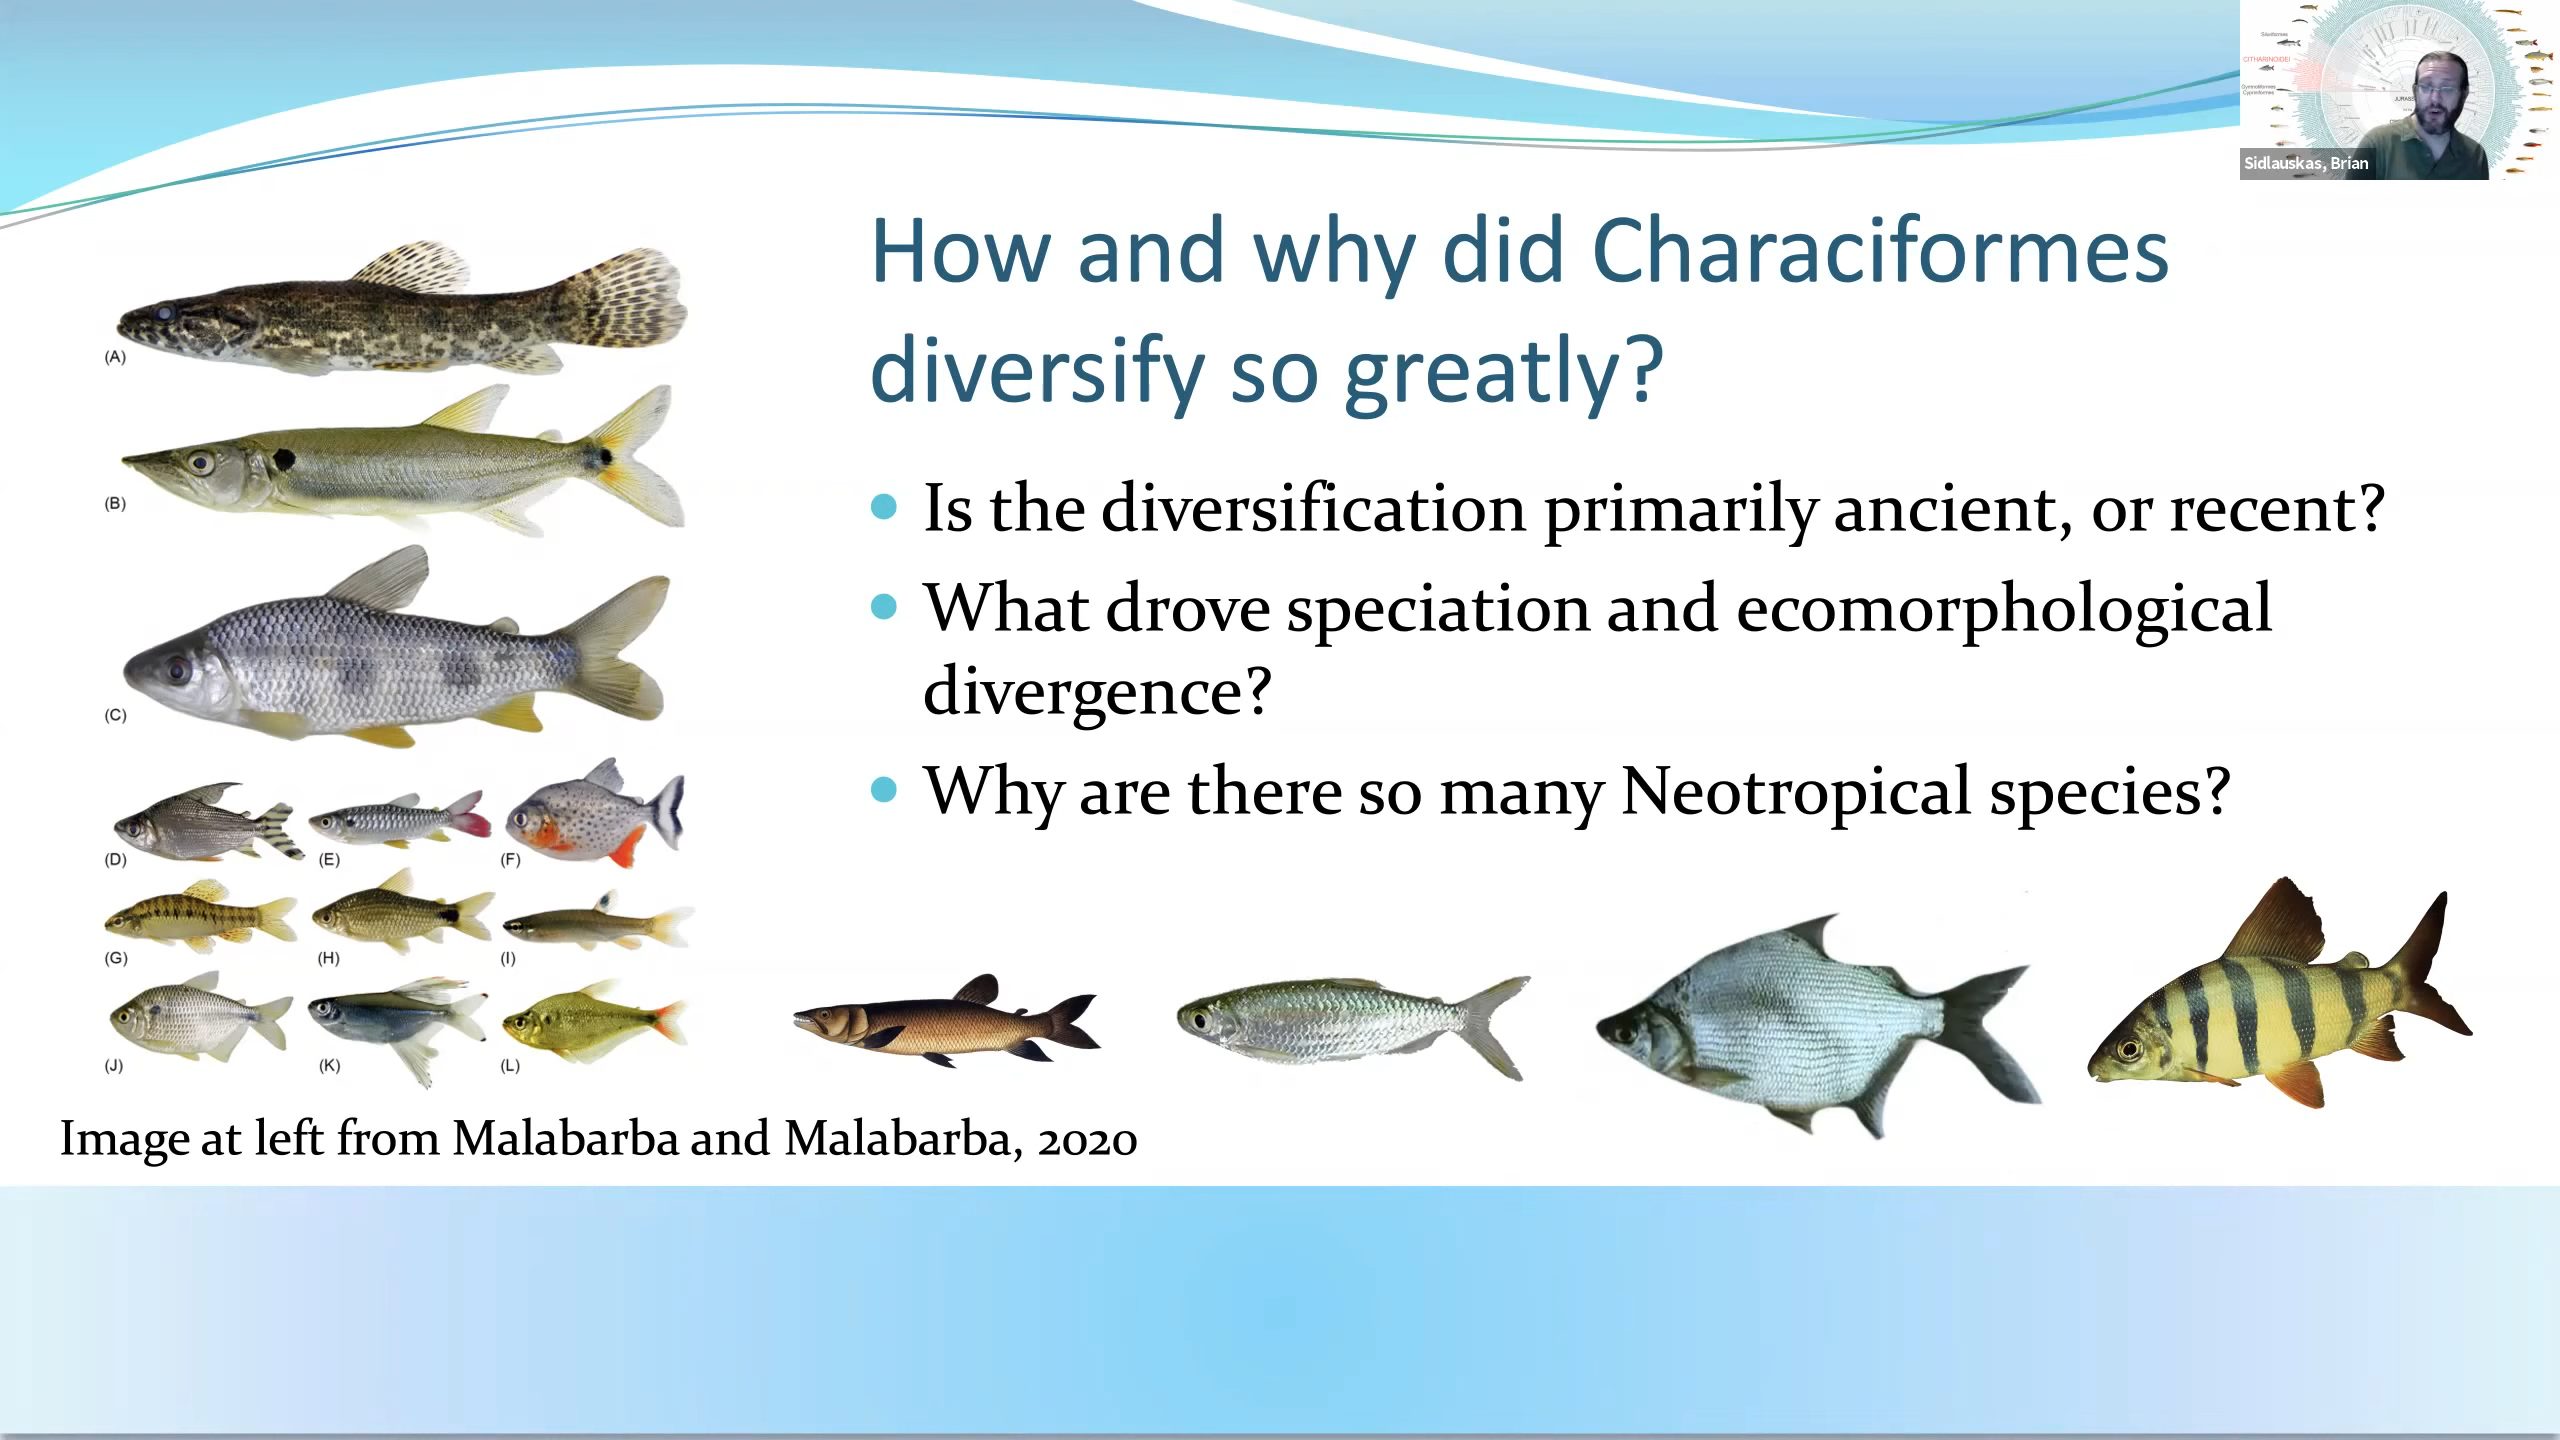 How and why did Characiformes
diversify so greatly?
Is the diversification primarily ancient, or recent?
What drove speciation and ecomorphological
divergence?
Why are there so many Neotropical species?
(A)
(B)
(C)
(D) (E) (F)
(G) (H) (I)
(J) (K) (L)
Image at left from Malabarba and Malabarba, 2020
CITHARINOIDEI
Sidlauskas, Brian